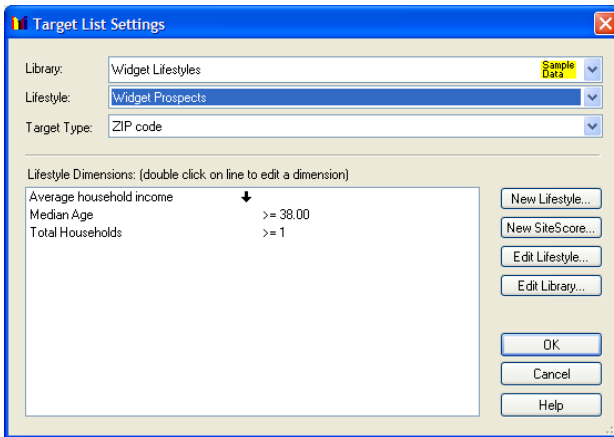 Target List Settings
Library: Widget Lifestyles Sample Data
Lifestyle: Widget Prospects
Target Type: ZIP code
Lifestyle Dimensions: (double click on line to edit a dimension)
Average household income
Median Age >= 38.00
Total Households >= 1
New Lifestyle...
New SiteScore...
Edit Lifestyle...
Edit Library...
OK
Cancel
Help